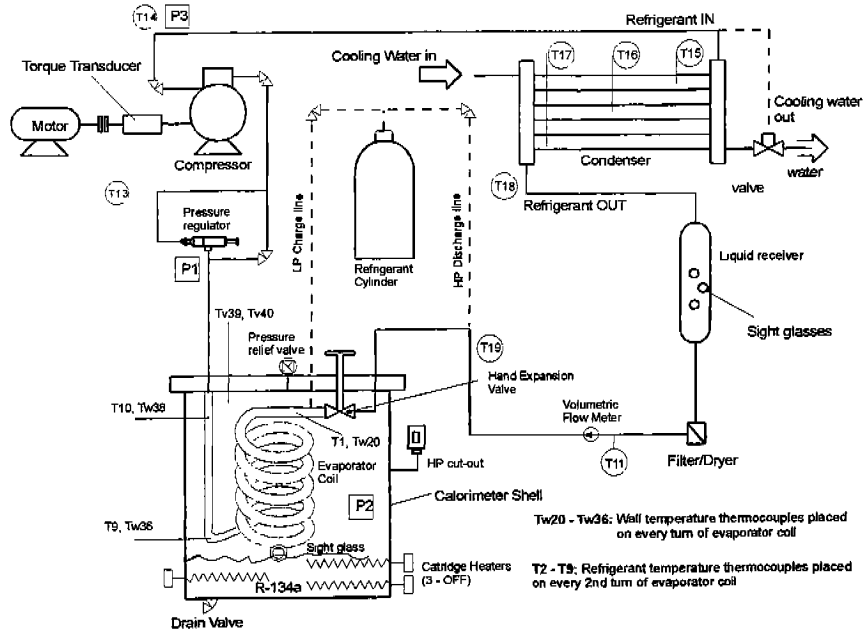 T14
P3
Refrigerant IN
Cooling Water in
T17
T16
T15
Torque Transducer
Cooling water
out
Motor
Compressor
Condenser
water
valve
T13
T18
Refrigerant OUT
Pressure
regulator
LP Charge line
HP Discharge line
Refrigerant
Cylinder
Liquid receiver
P1
Sight glasses
Tv39, Tv40
Pressure
relief valve
T19
Hand Expansion
Valve
T10, Tw38
T1, Tw20
Volumetric
Flow Meter
Evaporator
Coil
HP cut-out
T11
Filter/Dryer
P2
Calorimeter Shell
T9, Tw36
Tw20 - Tw36: Wall temperature thermocouples placed
on every turn of evaporator coil
Sight glass
R-134a
Catridge Heaters
(3 - OFF)
T2 - T9: Refrigerant temperature thermocouples placed
on every 2nd turn of evaporator coil
Drain Valve